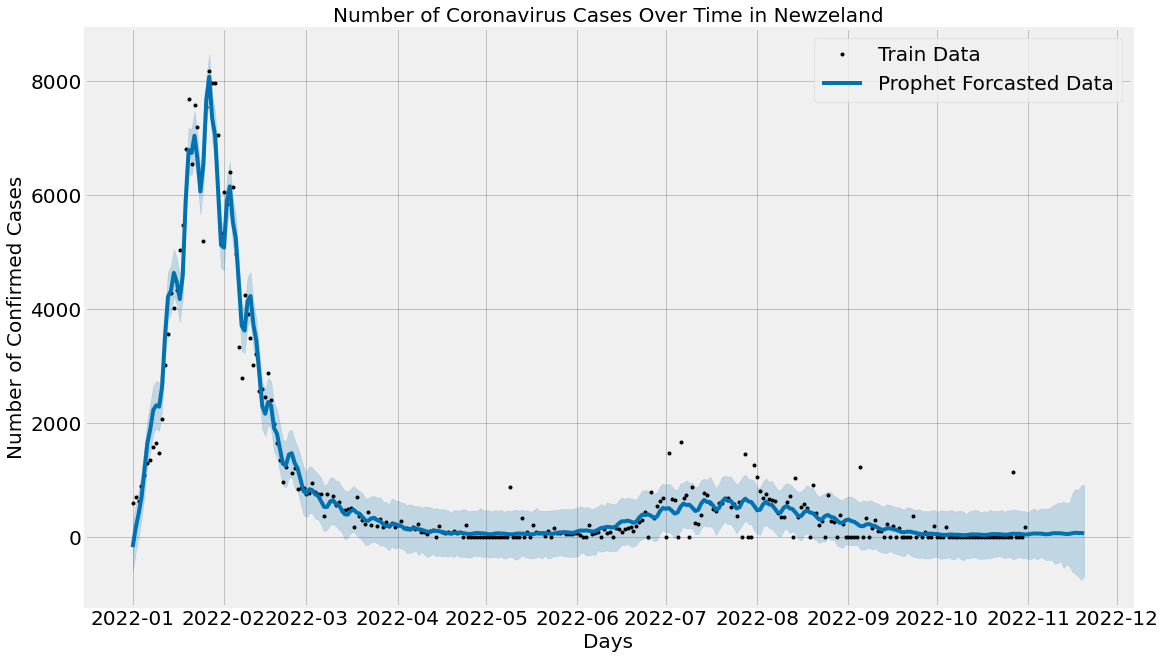 Number of Coronavirus Cases Over Time in Newzeland
Train Data
Prophet Forcasted Data
Number of Confirmed Cases
8000
6000
4000
2000
0
2022-01 2022-02 2022-03 2022-04 2022-05 2022-06 2022-07 2022-08 2022-09 2022-10 2022-11 2022-12
Days